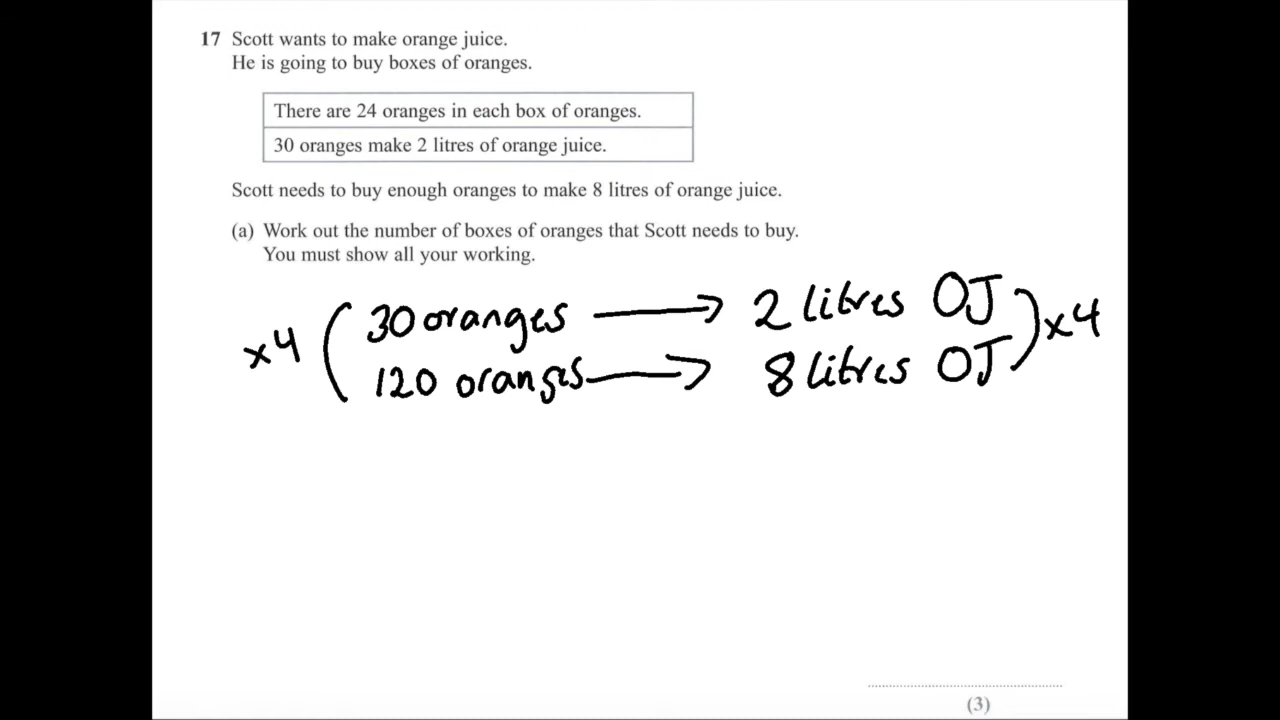 17 Scott wants to make orange juice.
He is going to buy boxes of oranges.
There are 24 oranges in each box of oranges.
30 oranges make 2 litres of orange juice.
Scott needs to buy enough oranges to make 8 litres of orange juice.
(a) Work out the number of boxes of oranges that Scott needs to buy.
You must show all your working.
x4 ( 30 oranges → 2 litres OJ ) x4
120 oranges → 8 litres OJ
(3)